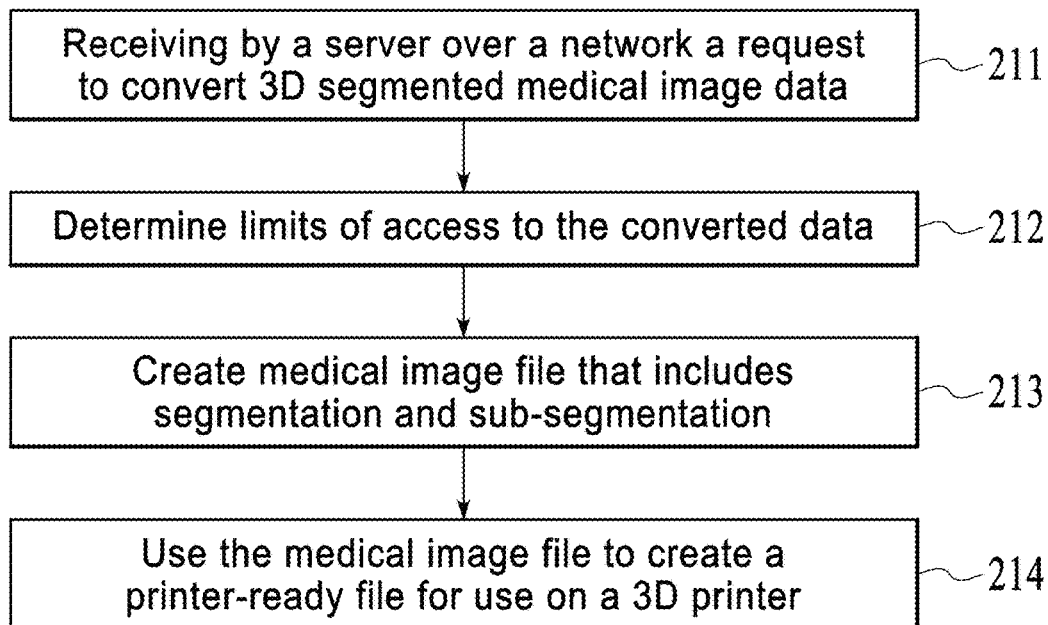 Receiving by a server over a network a request
to convert 3D segmented medical image data
211
Determine limits of access to the converted data
212
Create medical image file that includes
segmentation and sub-segmentation
213
Use the medical image file to create a
printer-ready file for use on a 3D printer
214